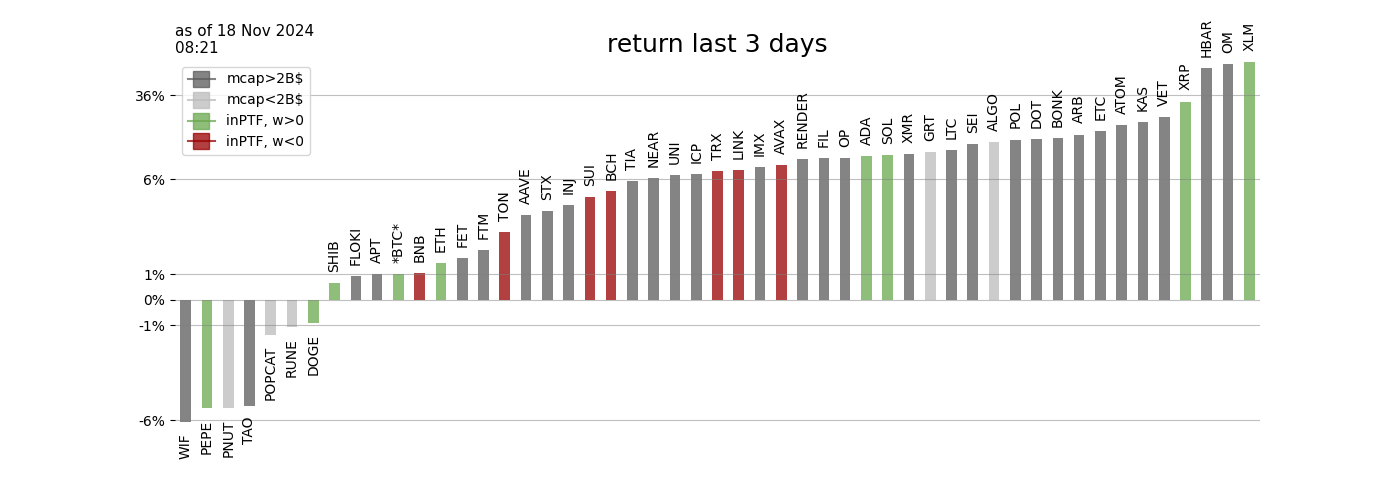 as of 18 Nov 2024
08:21
return last 3 days
mcap>2B$
mcap<2B$
inPTF, w>0
inPTF, w<0
36%
6%
1%
0%
-1%
-6%
WIF
PEPE
PNUT
TAO
POPCAT
RUNE
DOGE
SHIB
FLOKI
APT
*BTC*
BNB
ETH
FET
FTM
TON
AAVE
STX
INJ
SUI
BCH
TIA
NEAR
UNI
ICP
TRX
LINK
IMX
AVAX
RENDER
FIL
OP
ADA
SOL
XMR
GRT
LTC
SEI
ALGO
POL
DOT
BONK
ARB
ETC
ATOM
KAS
VET
XRP
HBAR
OM
XLM